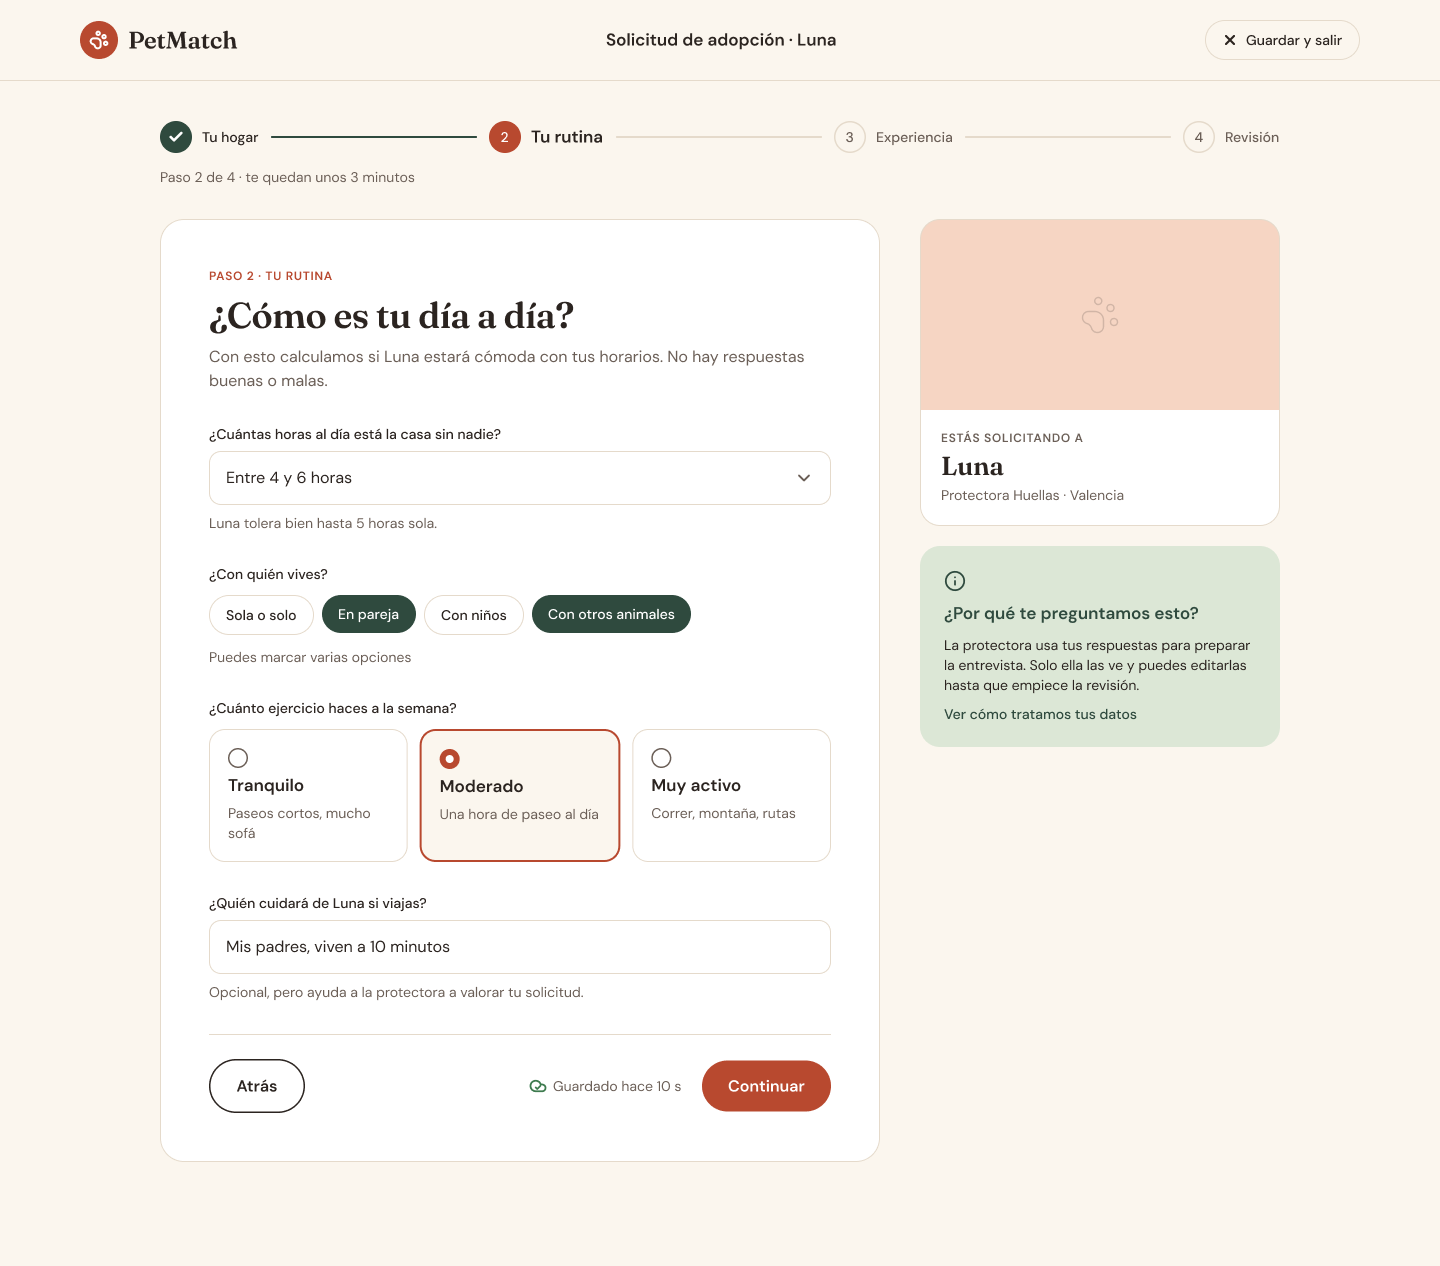 PetMatch
Solicitud de adopción · Luna
Guardar y salir
Tu hogar
2
Tu rutina
3
Experiencia
4
Revisión
Paso 2 de 4 · te quedan unos 3 minutos
PASO 2 · TU RUTINA
¿Cómo es tu día a día?
Con esto calculamos si Luna estará cómoda con tus horarios. No hay respuestas
buenas o malas.
¿Cuántas horas al día está la casa sin nadie?
Entre 4 y 6 horas
Luna tolera bien hasta 5 horas sola.
¿Con quién vives?
Sola o solo
En pareja
Con niños
Con otros animales
Puedes marcar varias opciones
¿Cuánto ejercicio haces a la semana?
Tranquilo
Paseos cortos, mucho
sofá
Moderado
Una hora de paseo al día
Muy activo
Correr, montaña, rutas
¿Quién cuidará de Luna si viajas?
Mis padres, viven a 10 minutos
Opcional, pero ayuda a la protectora a valorar tu solicitud.
Atrás
Guardado hace 10 s
Continuar
ESTÁS SOLICITANDO A
Luna
Protectora Huellas · Valencia
¿Por qué te preguntamos esto?
La protectora usa tus respuestas para preparar
la entrevista. Solo ella las ve y puedes editarlas
hasta que empiece la revisión.
Ver cómo tratamos tus datos